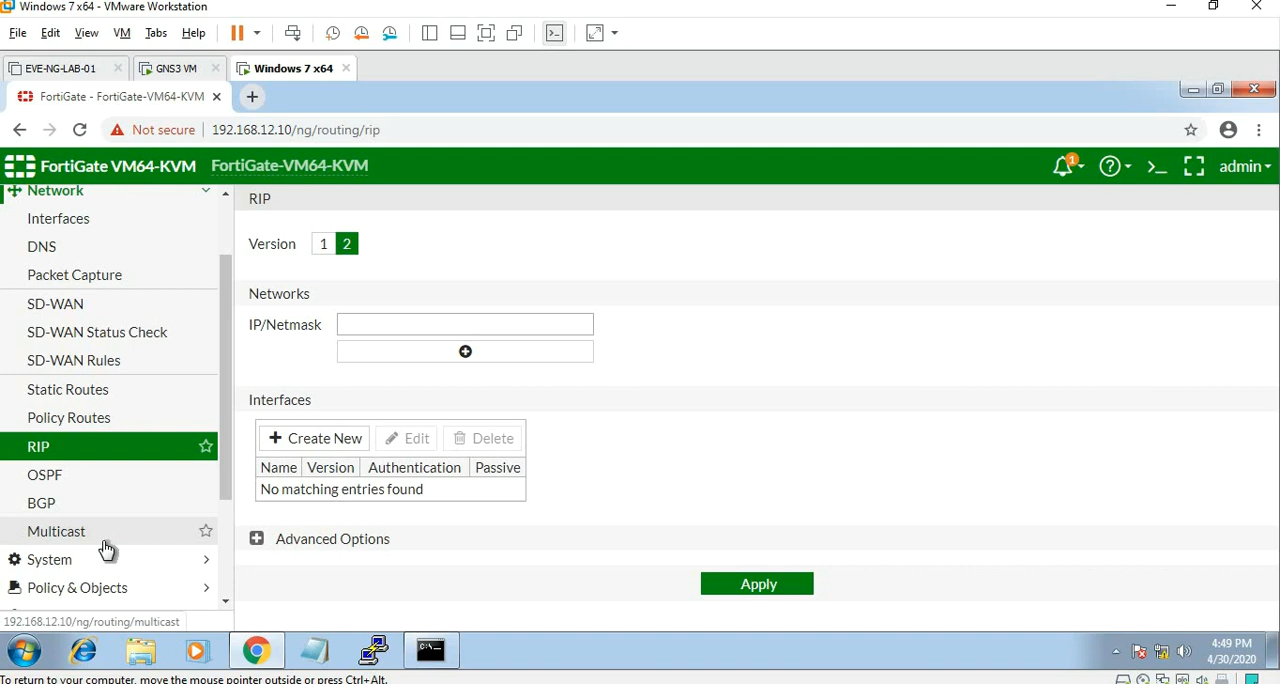 Windows 7 x64 - VMware Workstation
File Edit View VM Tabs Help
EVE-NG-LAB-01 GNS3 VM Windows 7 x64
FortiGate - FortiGate-VM64-KVM
Not secure 192.168.12.10/ng/routing/rip
FortiGate VM64-KVM FortiGate-VM64-KVM 1 admin
Network
Interfaces
DNS
Packet Capture
SD-WAN
SD-WAN Status Check
SD-WAN Rules
Static Routes
Policy Routes
RIP
OSPF
BGP
Multicast
System
Policy & Objects
192.168.12.10/ng/routing/multicast
RIP
Version 1 2
Networks
IP/Netmask
Interfaces
Create New Edit Delete
Name Version Authentication Passive
No matching entries found
Advanced Options
Apply
4:49 PM
4/30/2020
To return to your computer, move the mouse pointer outside or press Ctrl+Alt.